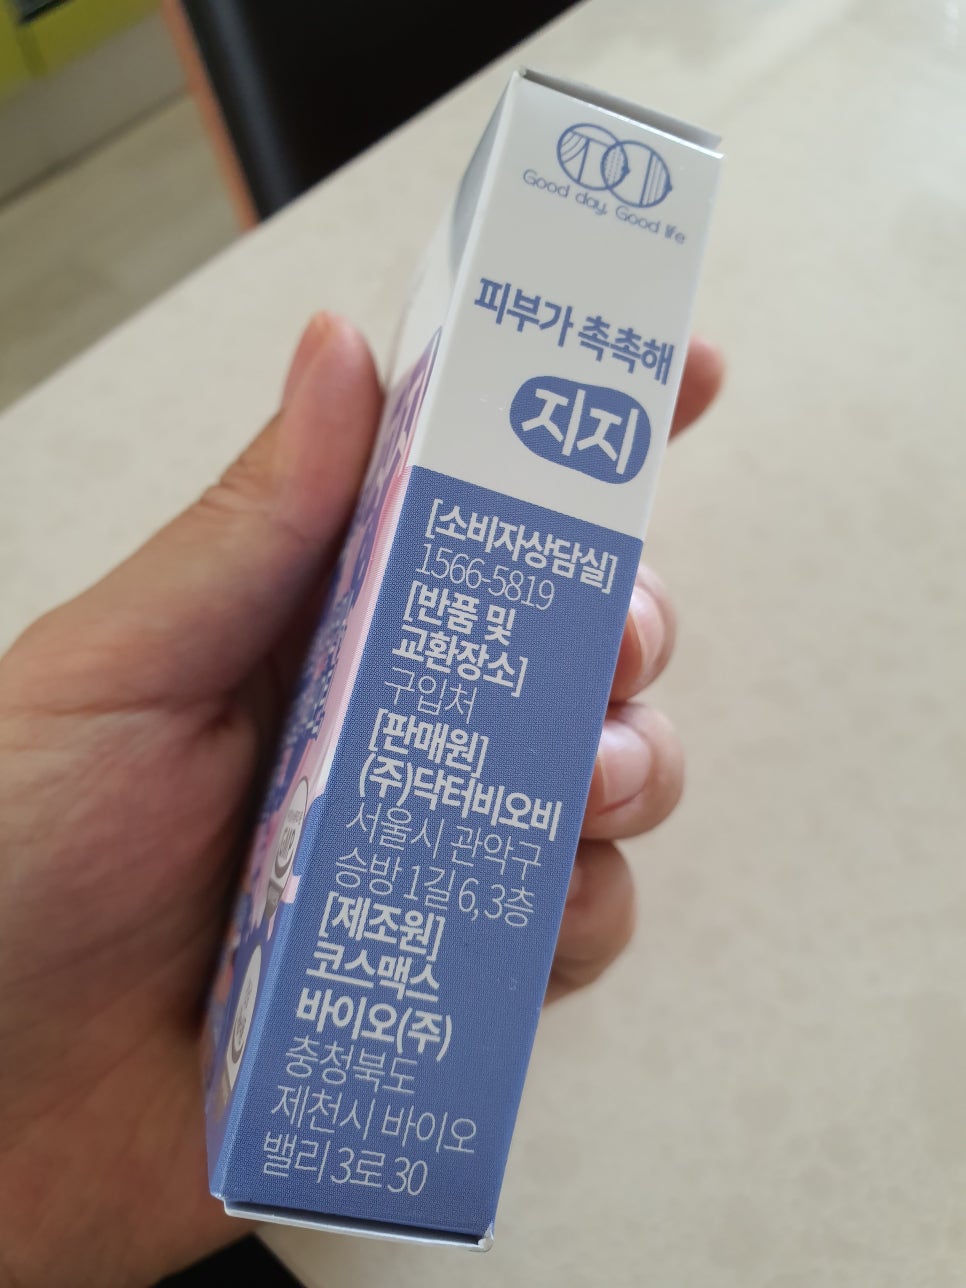 Good day, Good life
피부가 촉촉해
지지
[소비자상담실]
1566-5819
[반품 및
교환장소]
구입처
[판매원]
(주)닥터비오비
서울시 관악구
승방1길 6, 3층
[제조원]
코스맥스
바이오(주)
충청북도
제천시 바이오
밸리 3로 30
GMP